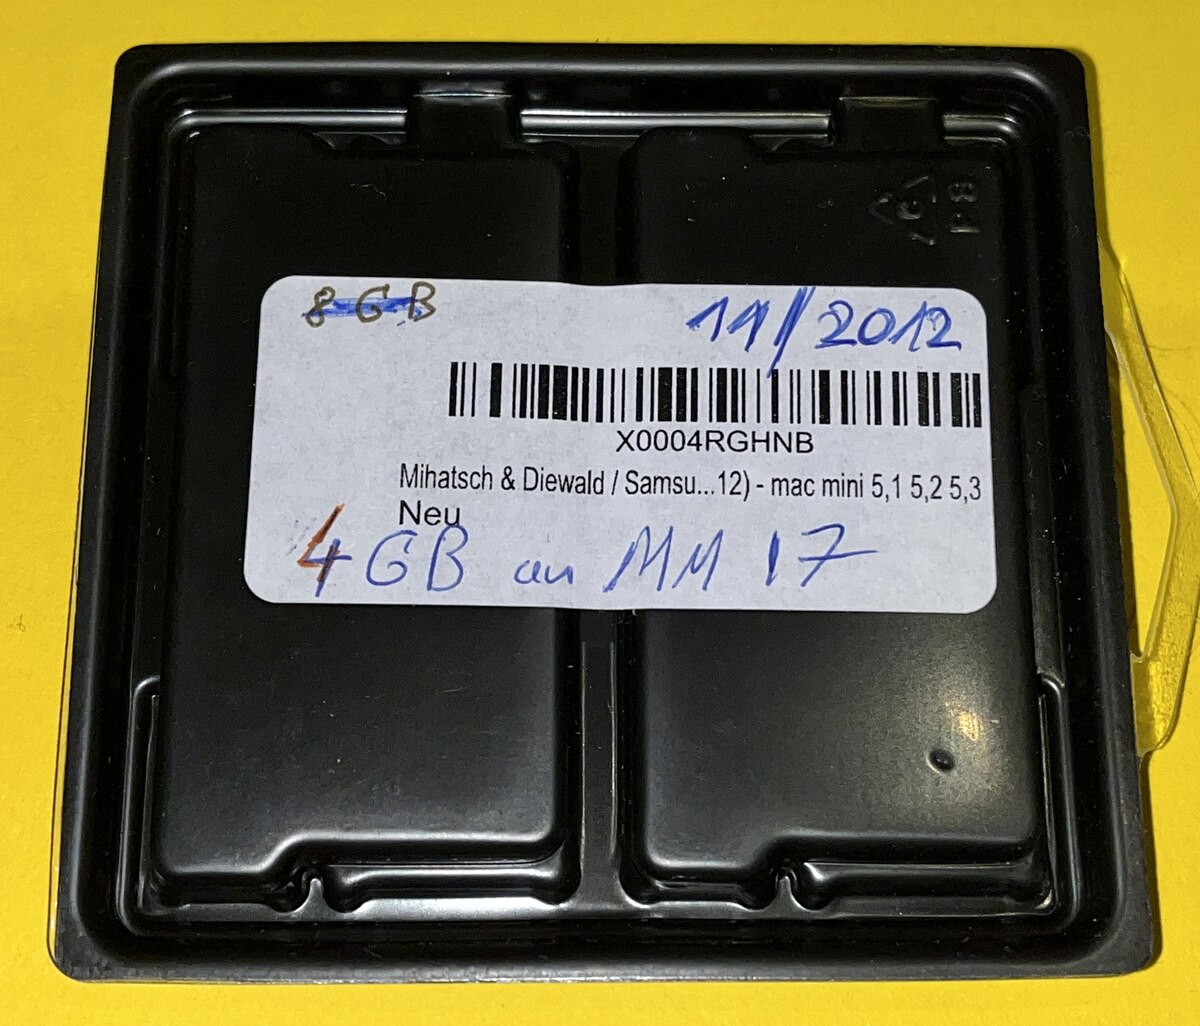 8 GB
11/2012
X0004RGHNB
Mihatsch & Diewald / Samsu...12) - mac mini 5,1 5,2 5,3
Neu
4 GB an MM 17